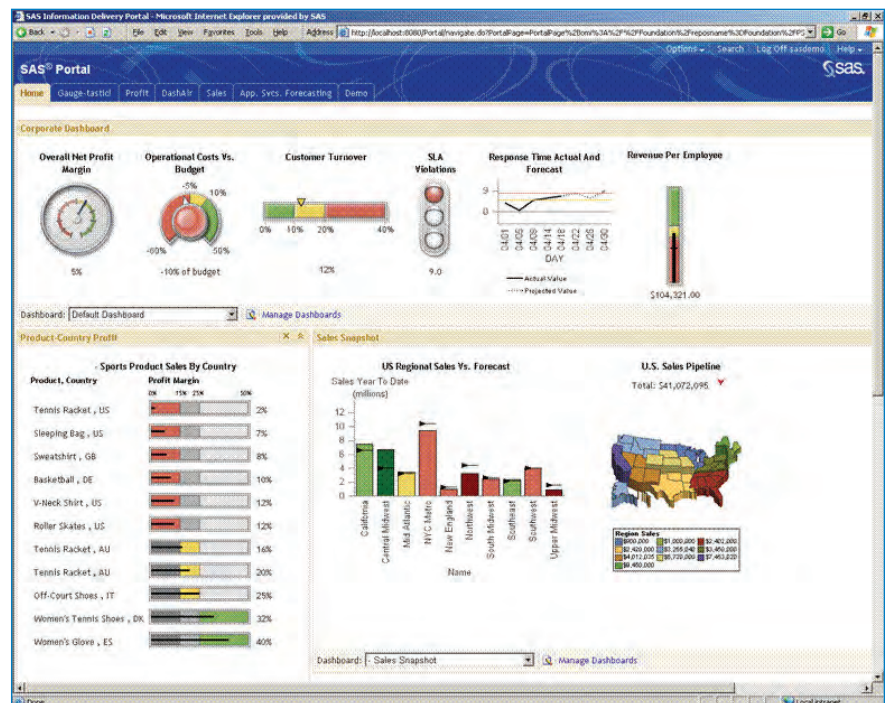 SAS Information Delivery Portal - Microsoft Internet Explorer provided by SAS
Back File Edit View Favorites Tools Help Address Go
Options Search Log Off sasdemo Help
SAS® Portal
sas.
Home Gauge-tastic! Profit DashAir Sales App. Svcs. Forecasting Demo
Corporate Dashboard
Overall Net Profit Margin
5%
Operational Costs Vs. Budget
-5%
10%
-60% 50%
-10% of budget
Customer Turnover
0% 10% 20% 40%
12%
SLA Violations
9.0
Response Time Actual And Forecast
9
8
04/01 04/05 04/09 04/14 04/18 04/22 04/26 04/30
DAY
Actual Value
Projected Value
Revenue Per Employee
$104,321.00
Dashboard: Default Dashboard Manage Dashboards
Product-Country Profit
- Sports Product Sales By Country
Product, Country Profit Margin
0% 15% 25% 50%
Tennis Racket , US 2%
Sleeping Bag , US 7%
Sweatshirt , GB 8%
Basketball , DE 10%
V-Neck Shirt , US 12%
Roller Skates , US 12%
Tennis Racket , AU 16%
Tennis Racket , AU 20%
Off-Court Shoes , IT 25%
Women's Tennis Shoes , DK 32%
Women's Glove , ES 40%
Sales Snapshot
US Regional Sales Vs. Forecast
Sales Year To Date
(millions)
12
10
8
6
4
2
0
California
Central Midwest
Mid Atlantic
NYC Metro
New England
Northwest
South Midwest
Southeast
Southwest
Upper Midwest
Name
U.S. Sales Pipeline
Total: $41,072,095
Region Sales
$1,000,000
Dashboard: - Sales Snapshot Manage Dashboards
Done Local intranet